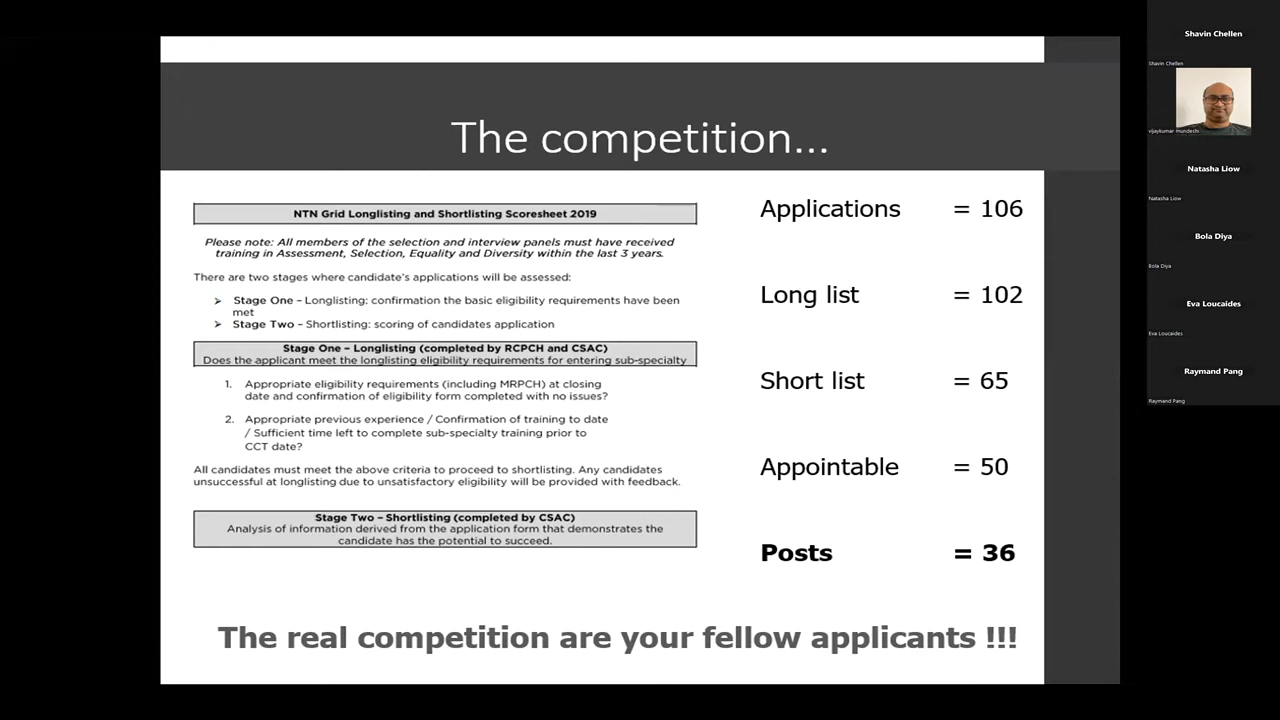 The competition...
NTN Grid Longlisting and Shortlisting Scoresheet 2019
Please note: All members of the selection and interview panels must have received
training in Assessment, Selection, Equality and Diversity within the last 3 years.
There are two stages where candidate's applications will be assessed:
➢ Stage One – Longlisting: confirmation the basic eligibility requirements have been
met
➢ Stage Two – Shortlisting: scoring of candidates application
Stage One – Longlisting (completed by RCPCH and CSAC)
Does the applicant meet the longlisting eligibility requirements for entering sub-specialty
1. Appropriate eligibility requirements (including MRPCH) at closing
date and confirmation of eligibility form completed with no issues?
2. Appropriate previous experience / Confirmation of training to date
/ Sufficient time left to complete sub-specialty training prior to
CCT date?
All candidates must meet the above criteria to proceed to shortlisting. Any candidates
unsuccessful at longlisting due to unsatisfactory eligibility will be provided with feedback.
Stage Two – Shortlisting (completed by CSAC)
Analysis of information derived from the application form that demonstrates the
candidate has the potential to succeed.
Applications = 106
Long list = 102
Short list = 65
Appointable = 50
Posts = 36
The real competition are your fellow applicants !!!
Shavin Chellen
Shavin Chellen
vijaykumar mundeshi
Natasha Liow
Natasha Liow
Bola Diya
Bola Diya
Eva Loucaides
Eva Loucaides
Raymand Pang
Raymand Pang